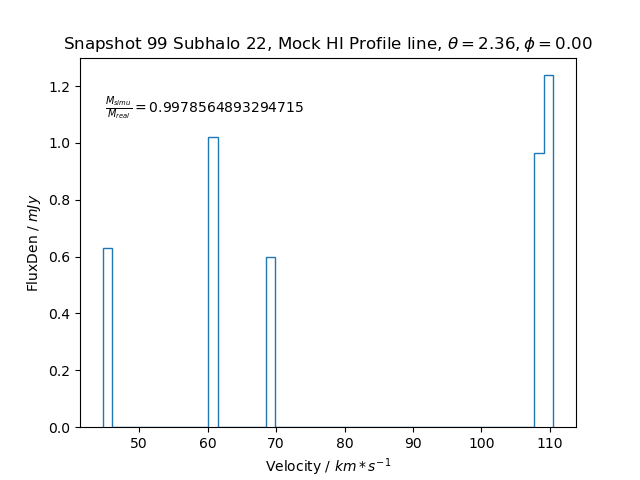 Snapshot 99 Subhalo 22, Mock HI Profile line, θ = 2.36, ϕ = 0.00
M_simu/M_real = 0.9978564893294715
1.2
1.0
0.8
0.6
0.4
0.2
0.0
FluxDen / mJy
50 60 70 80 90 100 110
Velocity / km * s^−1